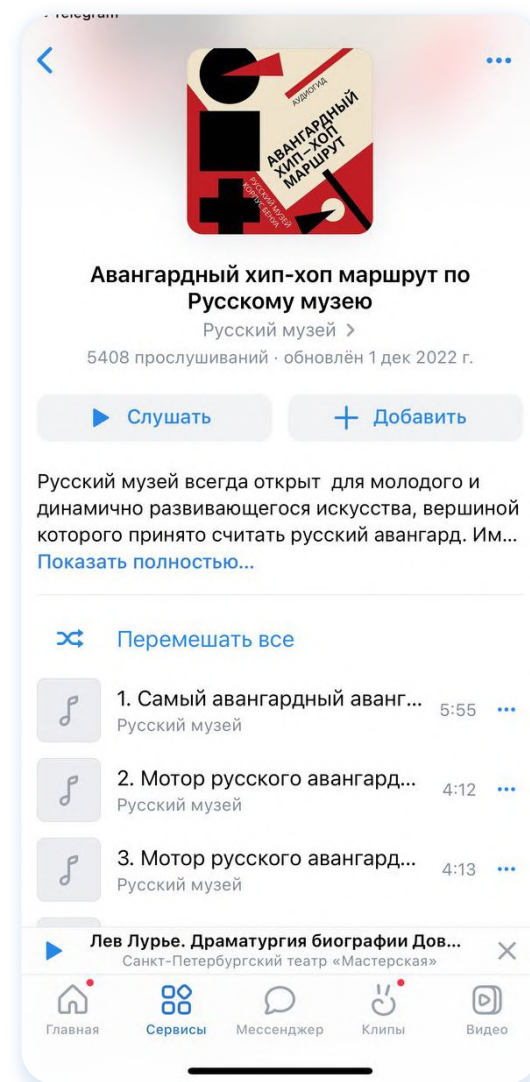 Telegram
АУДИОГИД
АВАНГАРДНЫЙ
ХИП-ХОП
МАРШРУТ
РУССКИЙ МУЗЕЙ
КОРПУС БЕНУА
Авангардный хип-хоп маршрут по
Русскому музею
Русский музей >
5408 прослушиваний · обновлён 1 дек 2022 г.
Слушать
Добавить
Русский музей всегда открыт для молодого и
динамично развивающегося искусства, вершиной
которого принято считать русский авангард. Им...
Показать полностью...
Перемешать все
1. Самый авангардный аванг... 5:55
Русский музей
2. Мотор русского авангард... 4:12
Русский музей
3. Мотор русского авангард... 4:13
Русский музей
Лев Лурье. Драматургия биографии Дов...
Санкт-Петербургский театр «Мастерская»
Главная Сервисы Мессенджер Клипы Видео